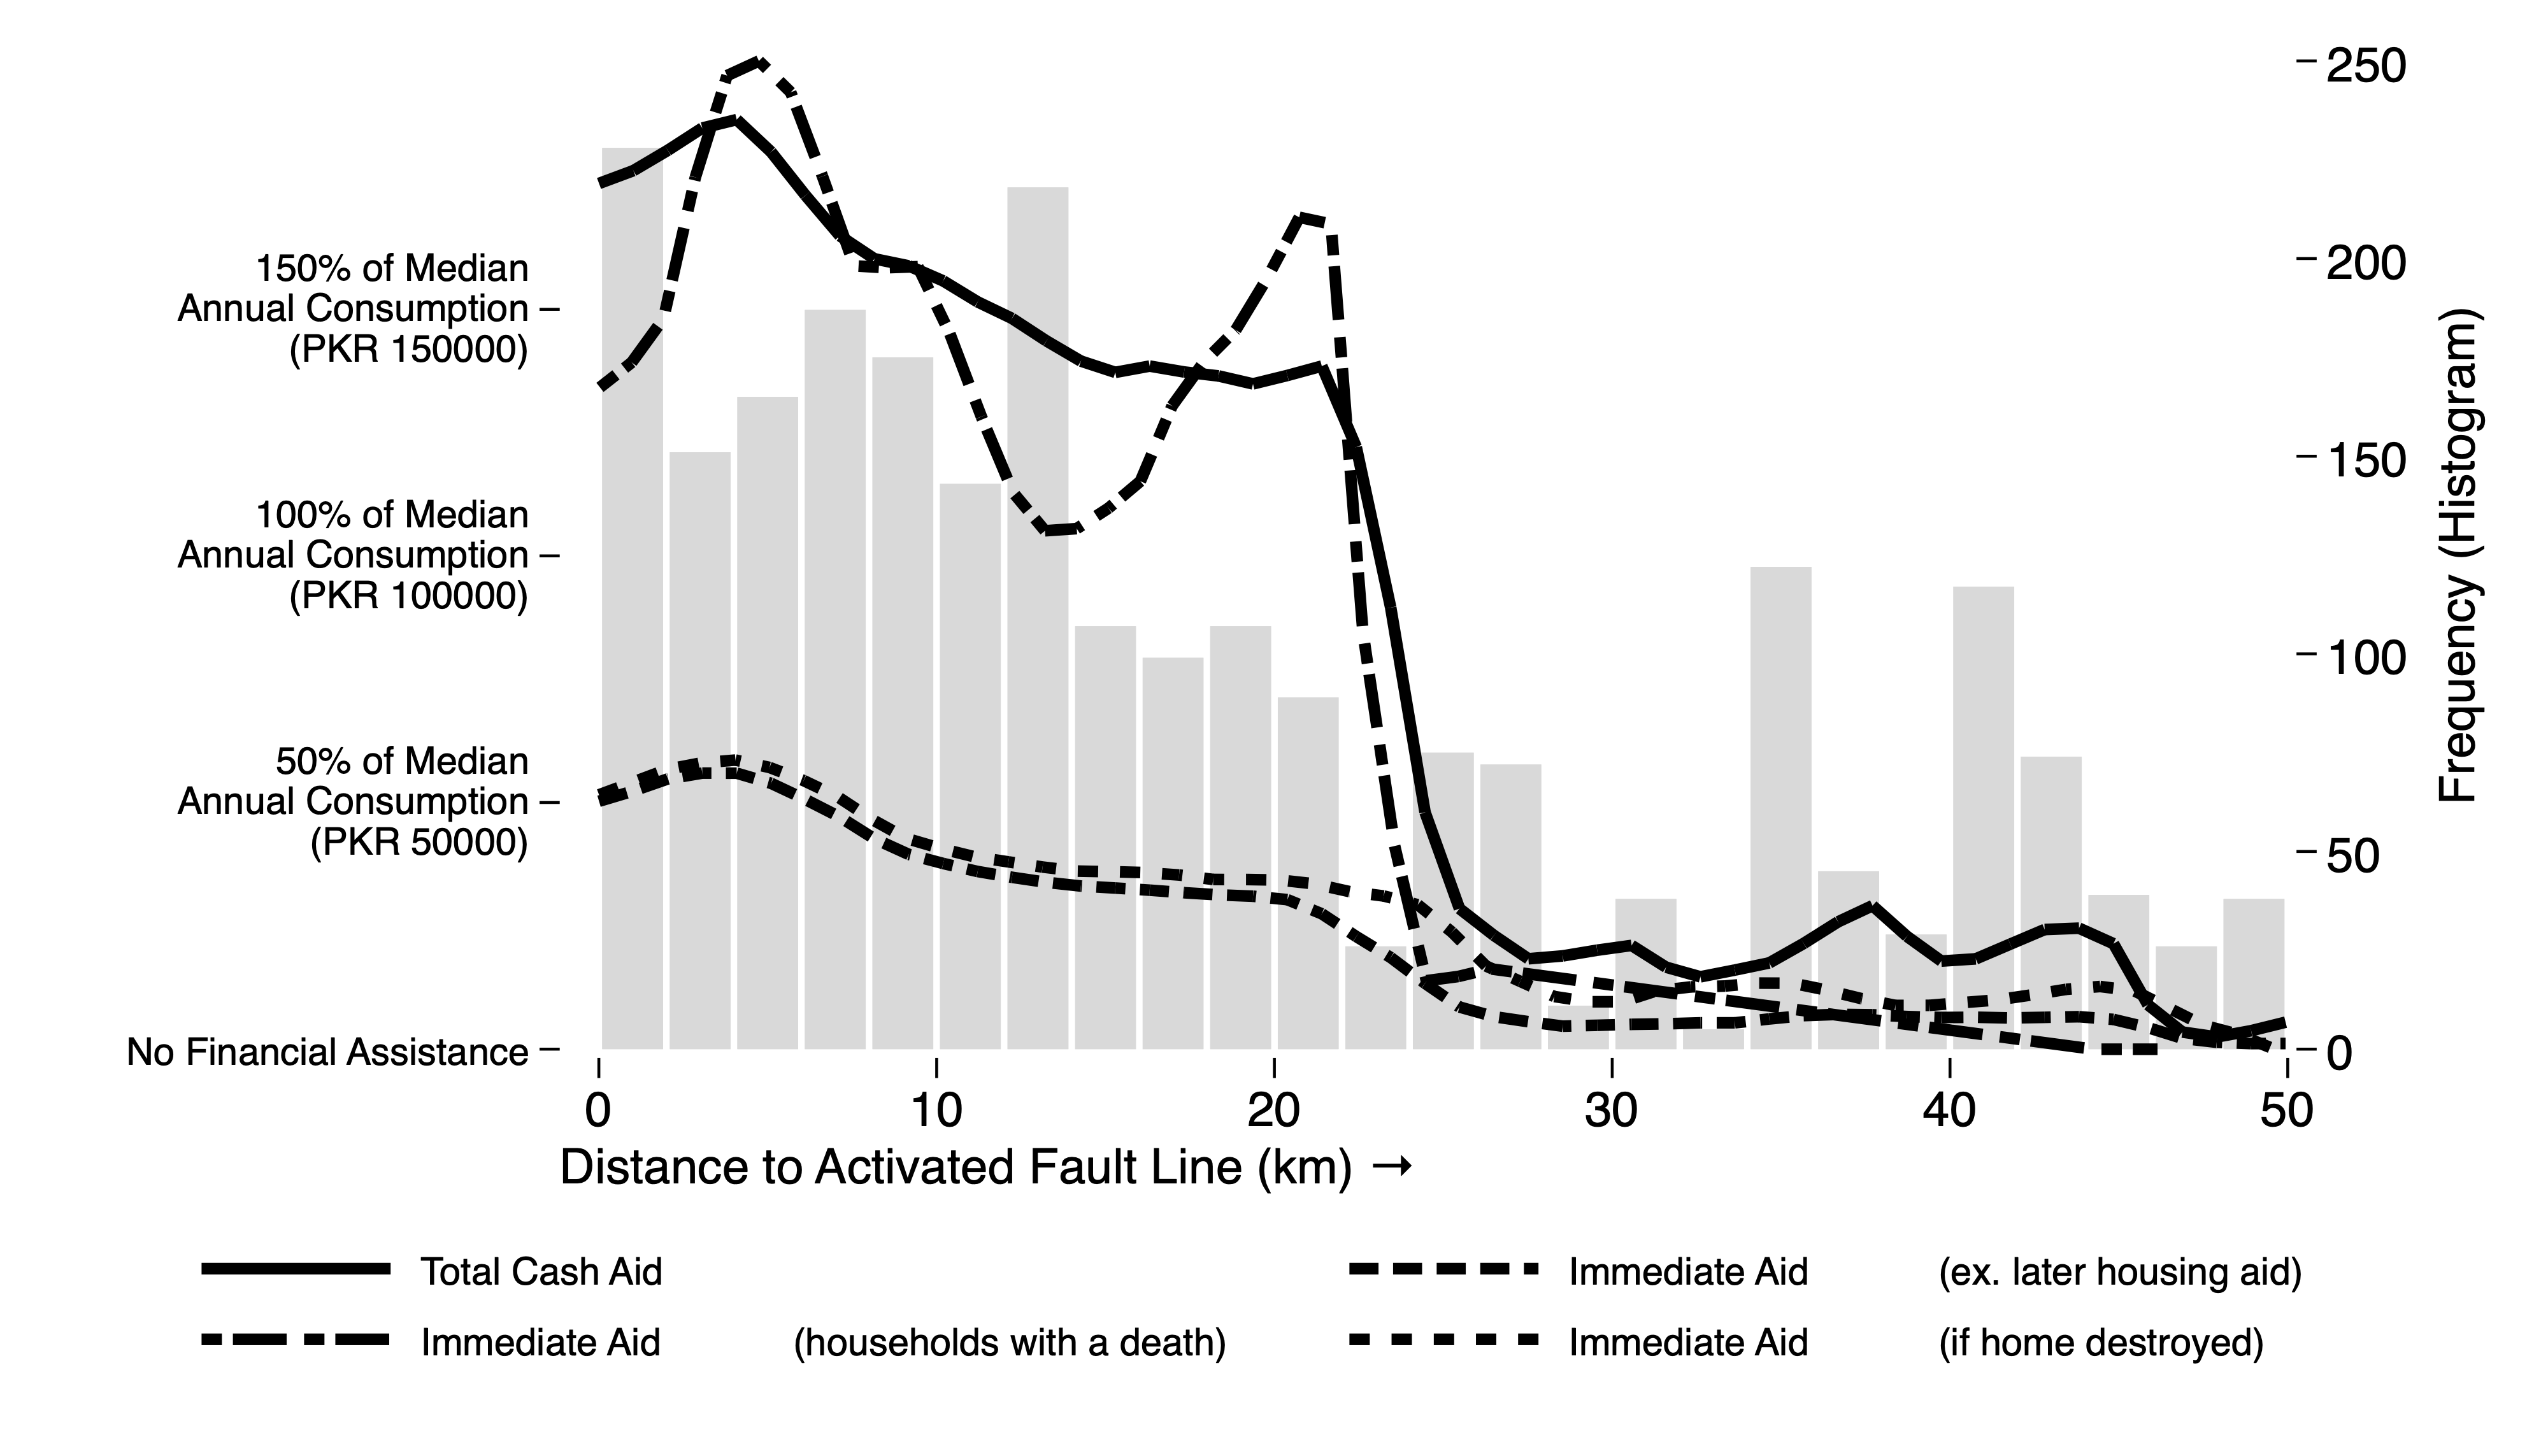 250
200
150
100
50
0
Frequency (Histogram)
150% of Median
Annual Consumption
(PKR 150000)
100% of Median
Annual Consumption
(PKR 100000)
50% of Median
Annual Consumption
(PKR 50000)
No Financial Assistance
0 10 20 30 40 50
Distance to Activated Fault Line (km) →
Total Cash Aid
Immediate Aid (ex. later housing aid)
Immediate Aid (households with a death)
Immediate Aid (if home destroyed)